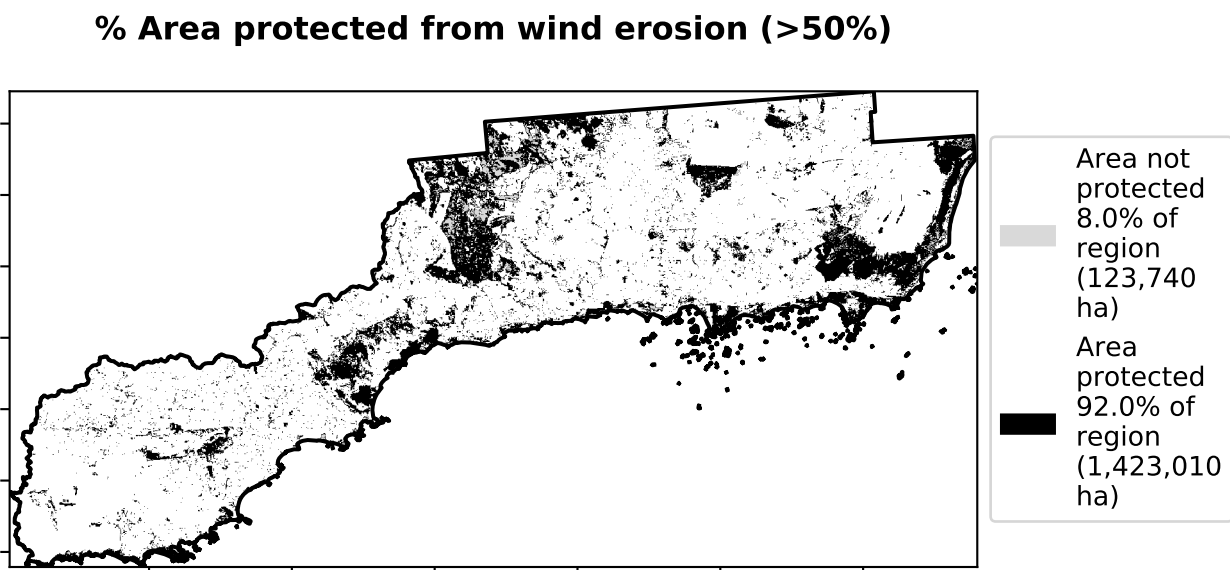 % Area protected from wind erosion (>50%)
Area not
protected
8.0% of
region
(123,740
ha)
Area
protected
92.0% of
region
(1,423,010
ha)